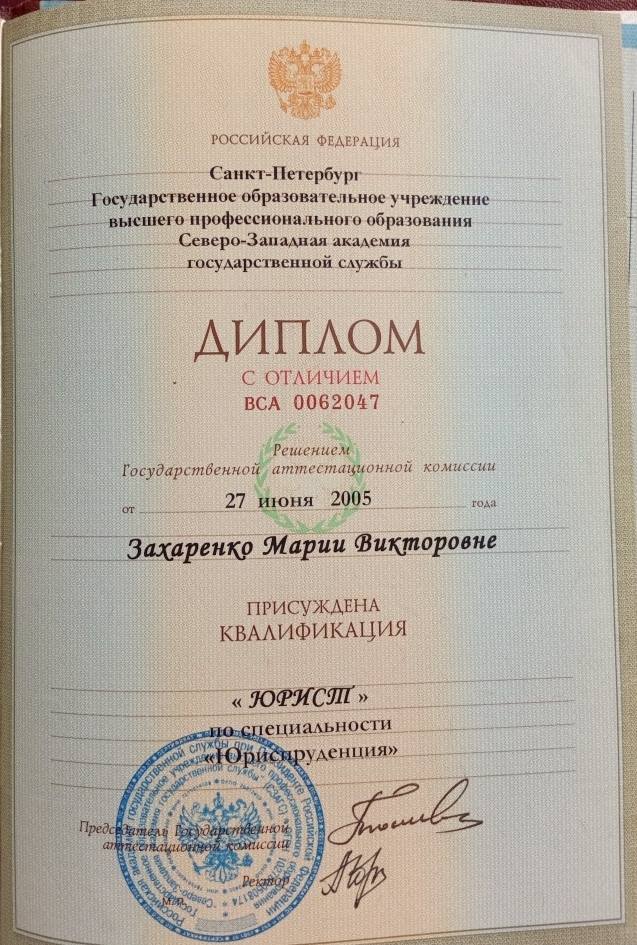 РОССИЙСКАЯ ФЕДЕРАЦИЯ
Санкт-Петербург
Государственное образовательное учреждение
высшего профессионального образования
Северо-Западная академия
государственной службы
ДИПЛОМ
С ОТЛИЧИЕМ
ВСА 0062047
Решением
Государственной аттестационной комиссии
от 27 июня 2005 года
Захаренко Марии Викторовне
ПРИСУЖДЕНА
КВАЛИФИКАЦИЯ
« ЮРИСТ »
по специальности
«Юриспруденция»
Председатель Государственной
аттестационной комиссии
Ректор
М.П.